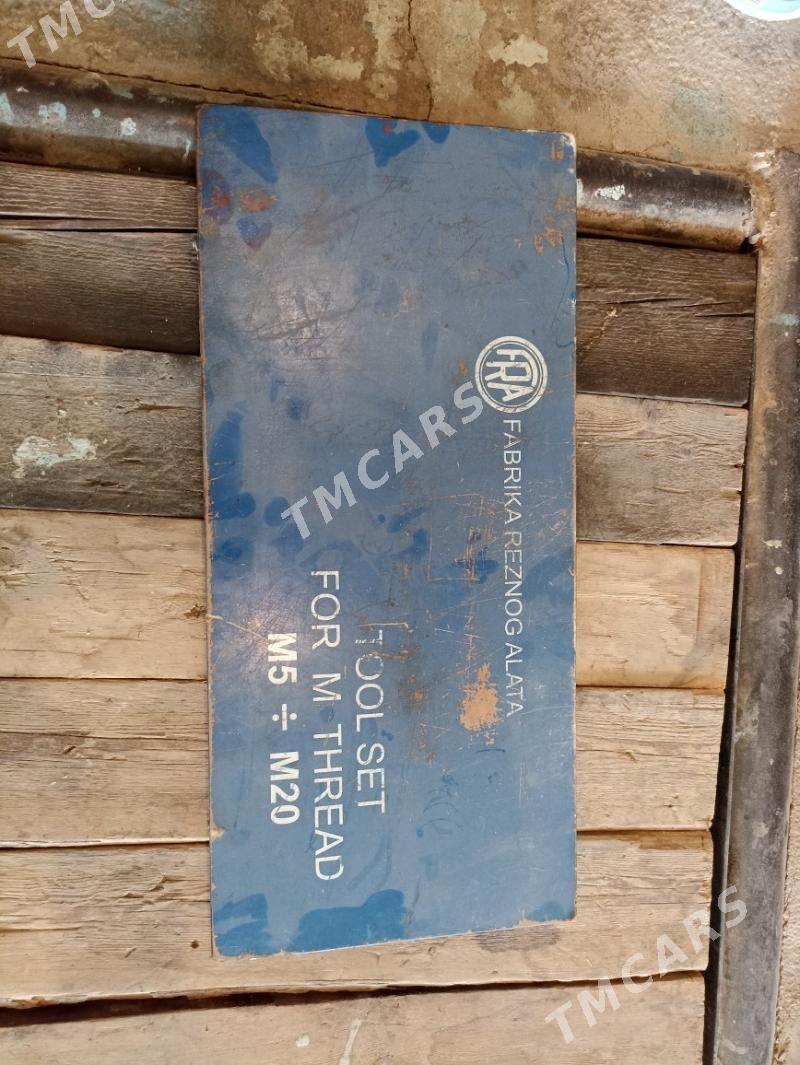 FRA
FABRIKA REZNOG ALATA
TOOL SET
FOR M THREAD
M5 ÷ M20
TMCARS
TMCARS
TMCARS